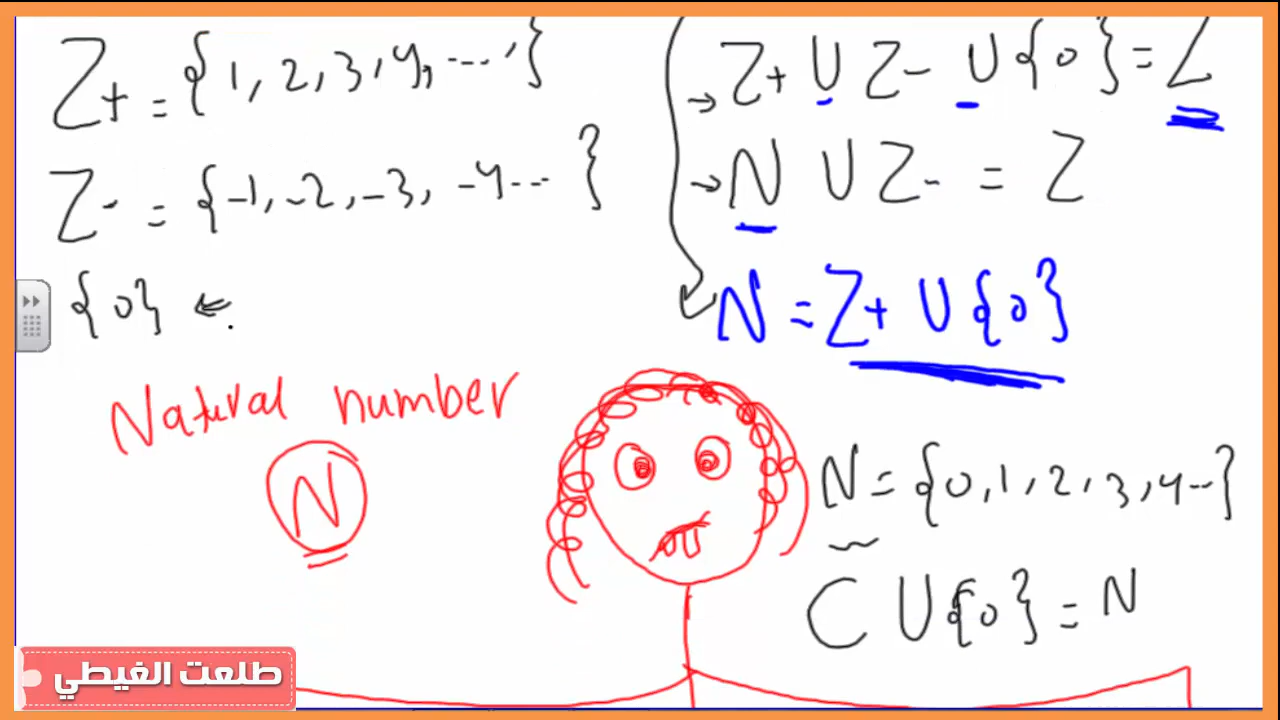 Z+ = {1, 2, 3, 4, ....}
Z- = {-1, -2, -3, -4...}
{0} ←
Natural number
N
Z+ U Z- U {0} = Z
→ N U Z- = Z
N = Z+ U {0}
N = {0, 1, 2, 3, 4...}
C U {0} = N
طلعت الغيطي